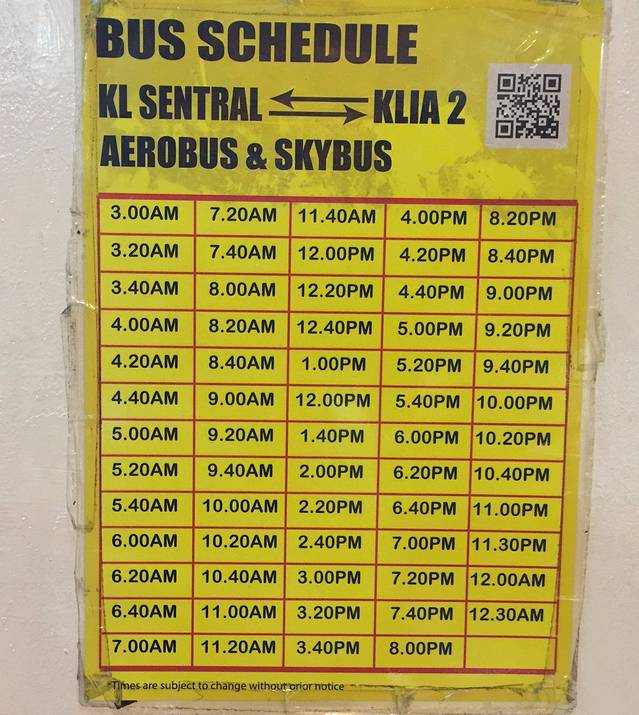 BUS SCHEDULE
KL SENTRAL KLIA 2
AEROBUS & SKYBUS
3.00AM 7.20AM 11.40AM 4.00PM 8.20PM
3.20AM 7.40AM 12.00PM 4.20PM 8.40PM
3.40AM 8.00AM 12.20PM 4.40PM 9.00PM
4.00AM 8.20AM 12.40PM 5.00PM 9.20PM
4.20AM 8.40AM 1.00PM 5.20PM 9.40PM
4.40AM 9.00AM 12.00PM 5.40PM 10.00PM
5.00AM 9.20AM 1.40PM 6.00PM 10.20PM
5.20AM 9.40AM 2.00PM 6.20PM 10.40PM
5.40AM 10.00AM 2.20PM 6.40PM 11.00PM
6.00AM 10.20AM 2.40PM 7.00PM 11.30PM
6.20AM 10.40AM 3.00PM 7.20PM 12.00AM
6.40AM 11.00AM 3.20PM 7.40PM 12.30AM
7.00AM 11.20AM 3.40PM 8.00PM
*Times are subject to change without prior notice